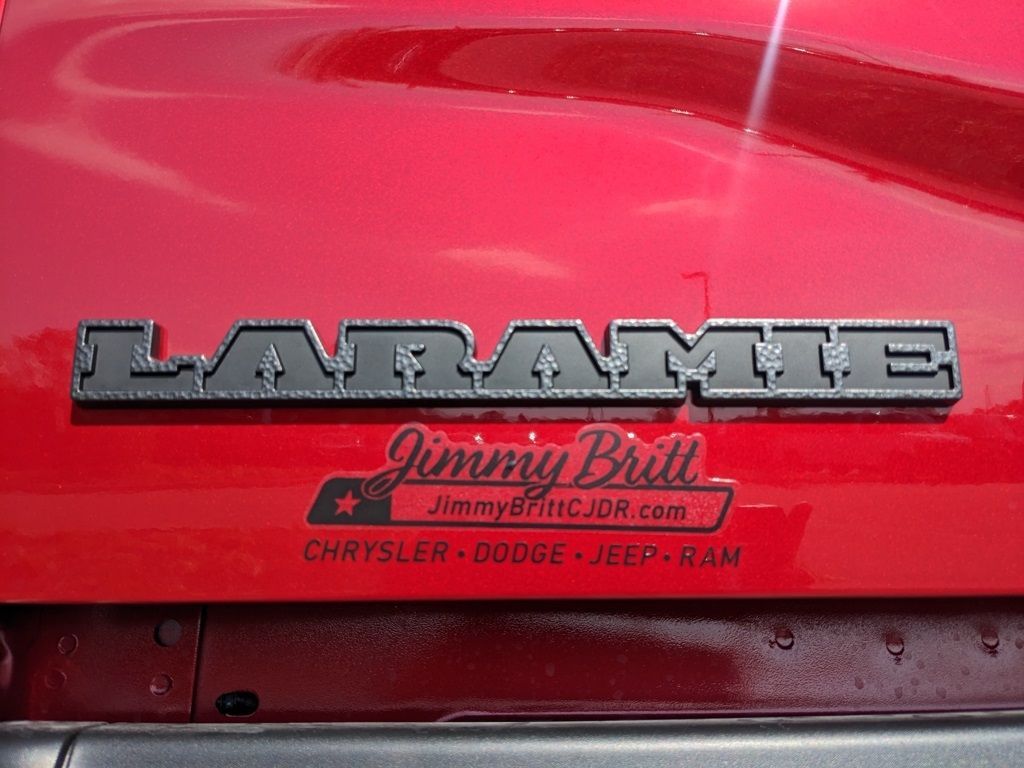 LARAMIE
Jimmy Britt
JimmyBrittCJDR.com
CHRYSLER • DODGE • JEEP • RAM